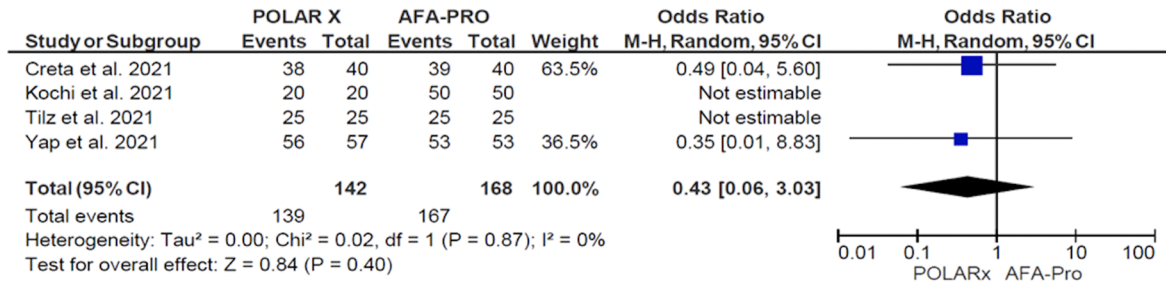 POLAR X AFA-PRO Odds Ratio Odds Ratio
Study or Subgroup Events Total Events Total Weight M-H, Random, 95% CI M-H, Random, 95% CI
Creta et al. 2021 38 40 39 40 63.5% 0.49 [0.04, 5.60]
Kochi et al. 2021 20 20 50 50 Not estimable
Tilz et al. 2021 25 25 25 25 Not estimable
Yap et al. 2021 56 57 53 53 36.5% 0.35 [0.01, 8.83]
Total (95% CI) 142 168 100.0% 0.43 [0.06, 3.03]
Total events 139 167
Heterogeneity: Tau² = 0.00; Chi² = 0.02, df = 1 (P = 0.87); I² = 0%
Test for overall effect: Z = 0.84 (P = 0.40)
0.01 0.1 1 10 100
POLARx AFA-Pro